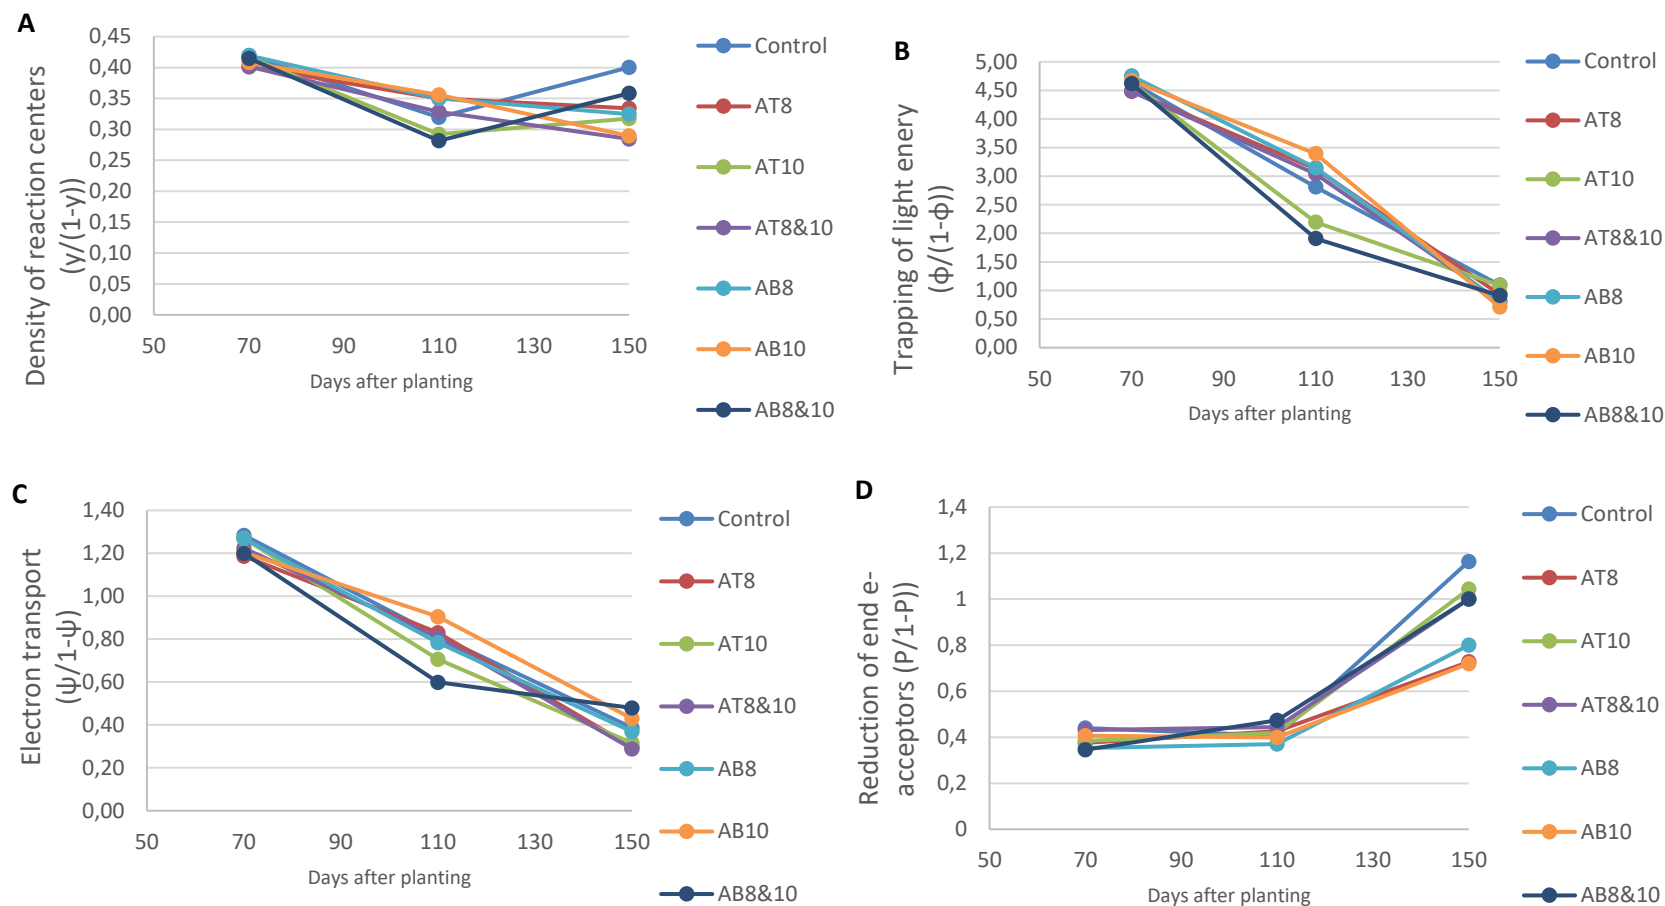 A
Density of reaction centers
(y/(1-y))
0,45
0,40
0,35
0,30
0,25
0,20
0,15
0,10
0,05
0,00
50 70 90 110 130 150
Days after planting
Control
AT8
AT10
AT8&10
AB8
AB10
AB8&10
B
Trapping of light enery
(ϕ/(1-ϕ))
5,00
4,50
4,00
3,50
3,00
2,50
2,00
1,50
1,00
0,50
0,00
50 70 90 110 130 150
Days after planting
Control
AT8
AT10
AT8&10
AB8
AB10
AB8&10
C
Electron transport
(ψ/1-ψ)
1,40
1,20
1,00
0,80
0,60
0,40
0,20
0,00
50 70 90 110 130 150
Days after planting
Control
AT8
AT10
AT8&10
AB8
AB10
AB8&10
D
Reduction of end e-
acceptors (P/1-P))
1,4
1,2
1
0,8
0,6
0,4
0,2
0
50 70 90 110 130 150
Days after planting
Control
AT8
AT10
AT8&10
AB8
AB10
AB8&10